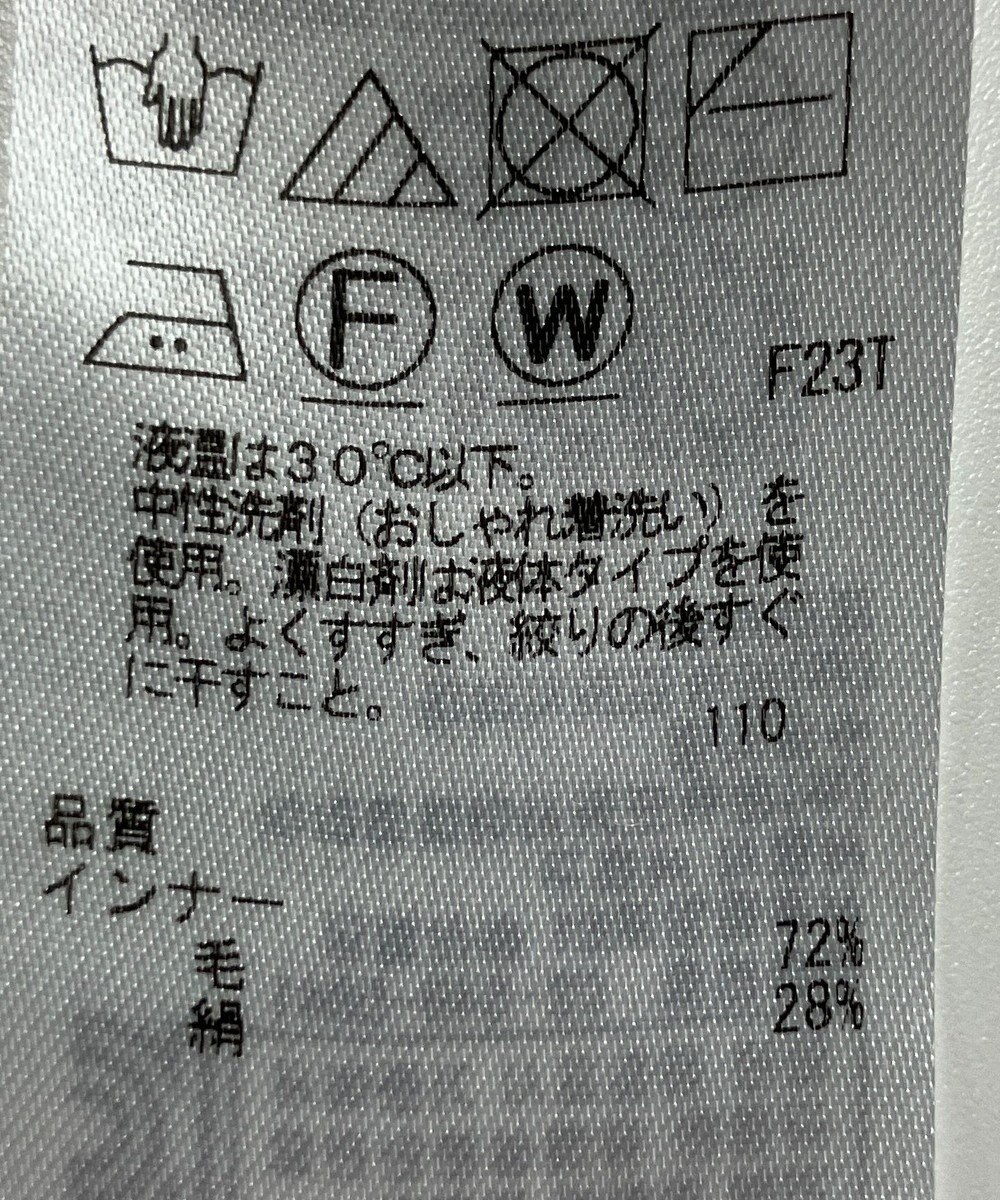 F
W
F23T
液温は30℃以下。
中性洗剤（おしゃれ着洗い）を
使用。漂白剤は液体タイプを使
用。よくすすぎ、絞りの後すぐ
に干すこと。
110
品質
インナー
毛 72%
絹 28%